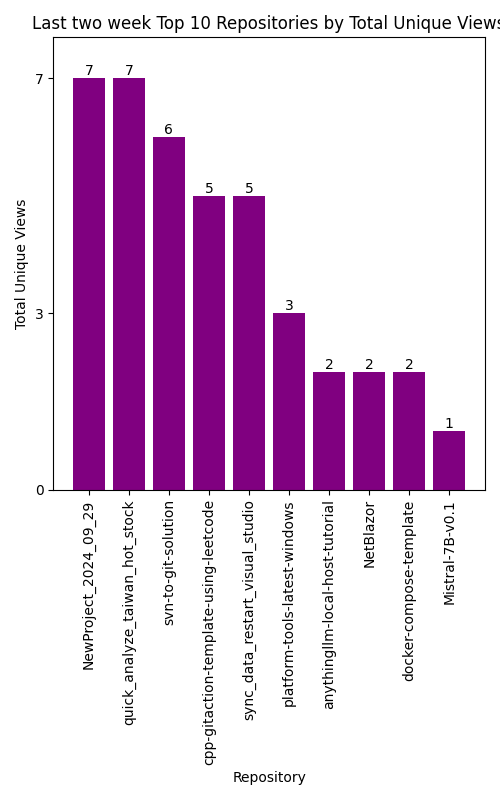 Last two week Top 10 Repositories by Total Unique Views
7
3
0
Total Unique Views
7
7
6
5
5
3
2
2
2
1
NewProject_2024_09_29
quick_analyze_taiwan_hot_stock
svn-to-git-solution
cpp-gitaction-template-using-leetcode
sync_data_restart_visual_studio
platform-tools-latest-windows
anythingllm-local-host-tutorial
NetBlazor
docker-compose-template
Mistral-7B-v0.1
Repository